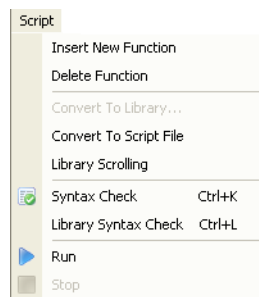 Script
Insert New Function
Delete Function
Convert To Library...
Convert To Script File
Library Scrolling
Syntax Check Ctrl+K
Library Syntax Check Ctrl+L
Run
Stop